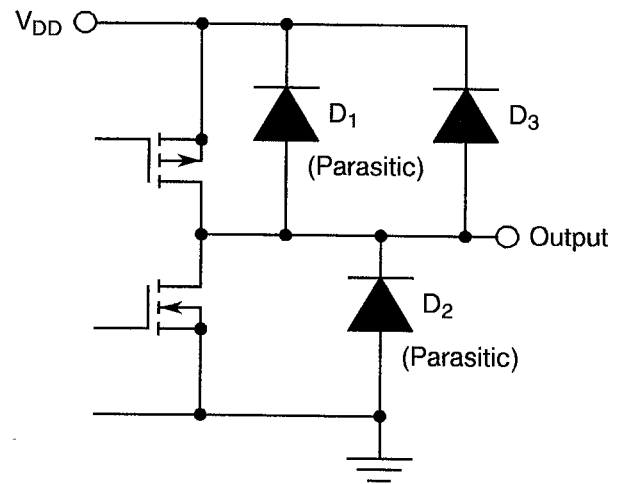 VDD
D1
(Parasitic)
D3
Output
D2
(Parasitic)